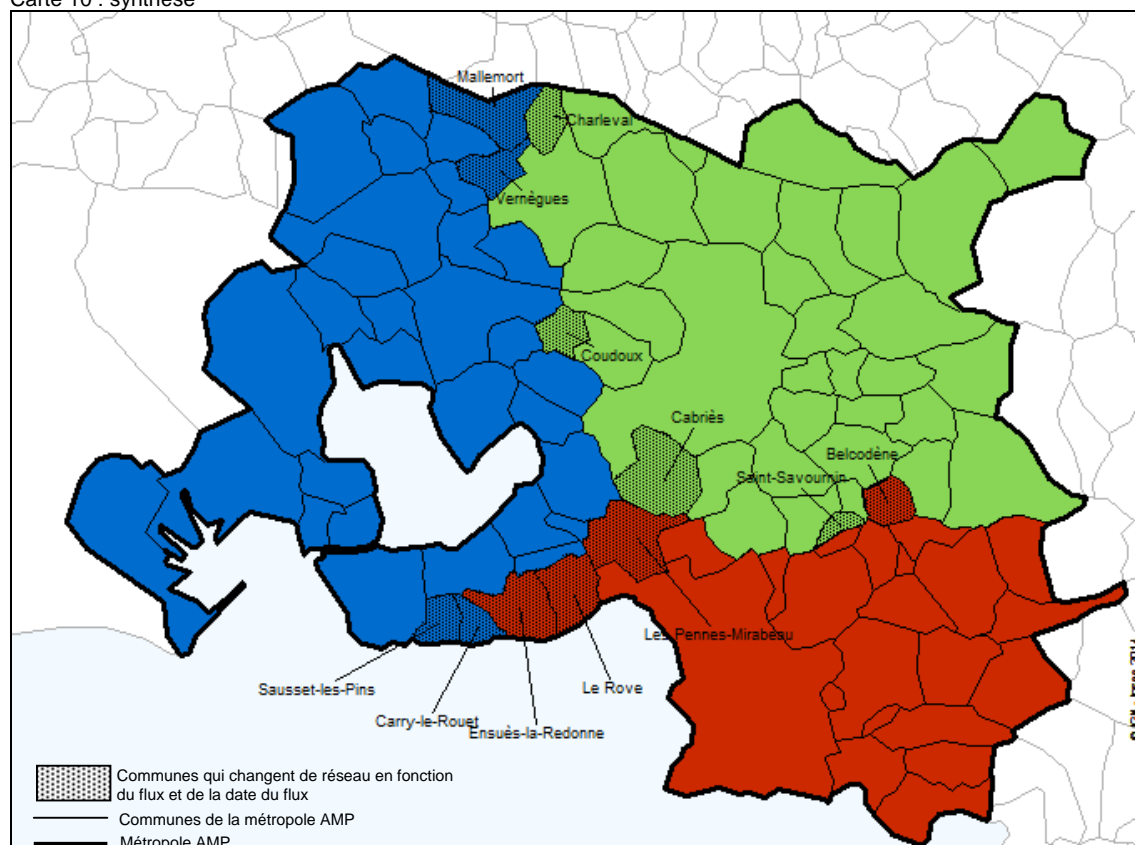 Carte 10 : synthèse
Mallemort
Charleval
Vernègues
Coudoux
Cabriès
Belcodène
Saint-Savournin
Les Pennes-Mirabeau
Le Rove
Sausset-les-Pins
Carry-le-Rouet
Ensuès-la-Redonne
Communes qui changent de réseau en fonction
du flux et de la date du flux
Communes de la métropole AMP
Métropole AMP